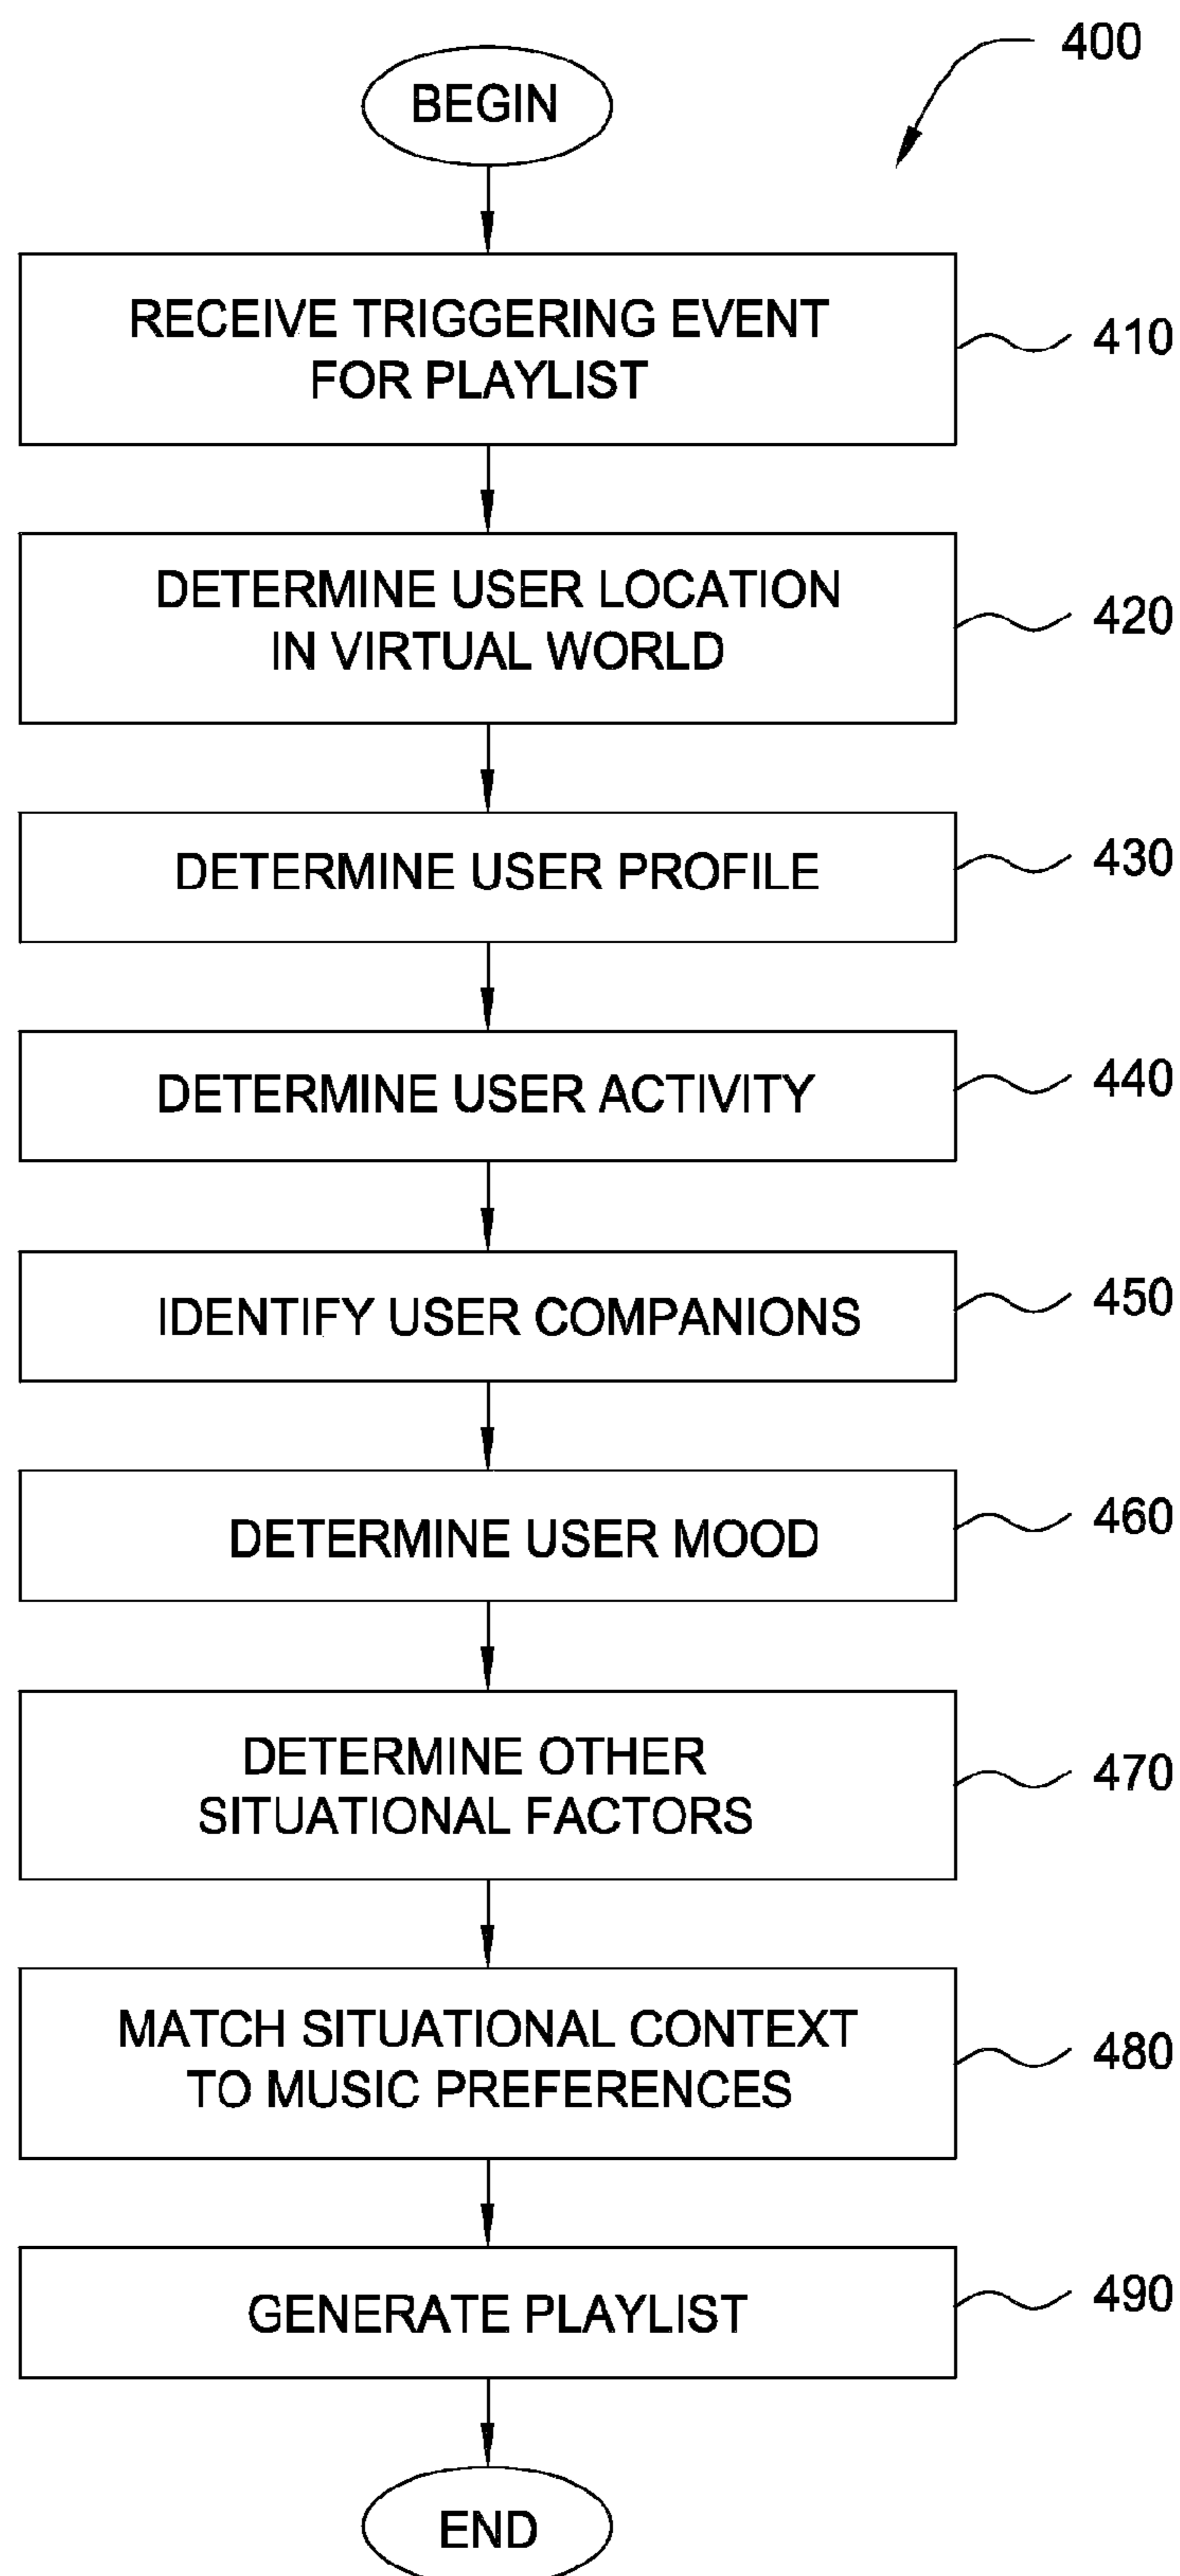 400
BEGIN
RECEIVE TRIGGERING EVENT
FOR PLAYLIST
410
DETERMINE USER LOCATION
IN VIRTUAL WORLD
420
DETERMINE USER PROFILE
430
DETERMINE USER ACTIVITY
440
IDENTIFY USER COMPANIONS
450
DETERMINE USER MOOD
460
DETERMINE OTHER
SITUATIONAL FACTORS
470
MATCH SITUATIONAL CONTEXT
TO MUSIC PREFERENCES
480
GENERATE PLAYLIST
490
END